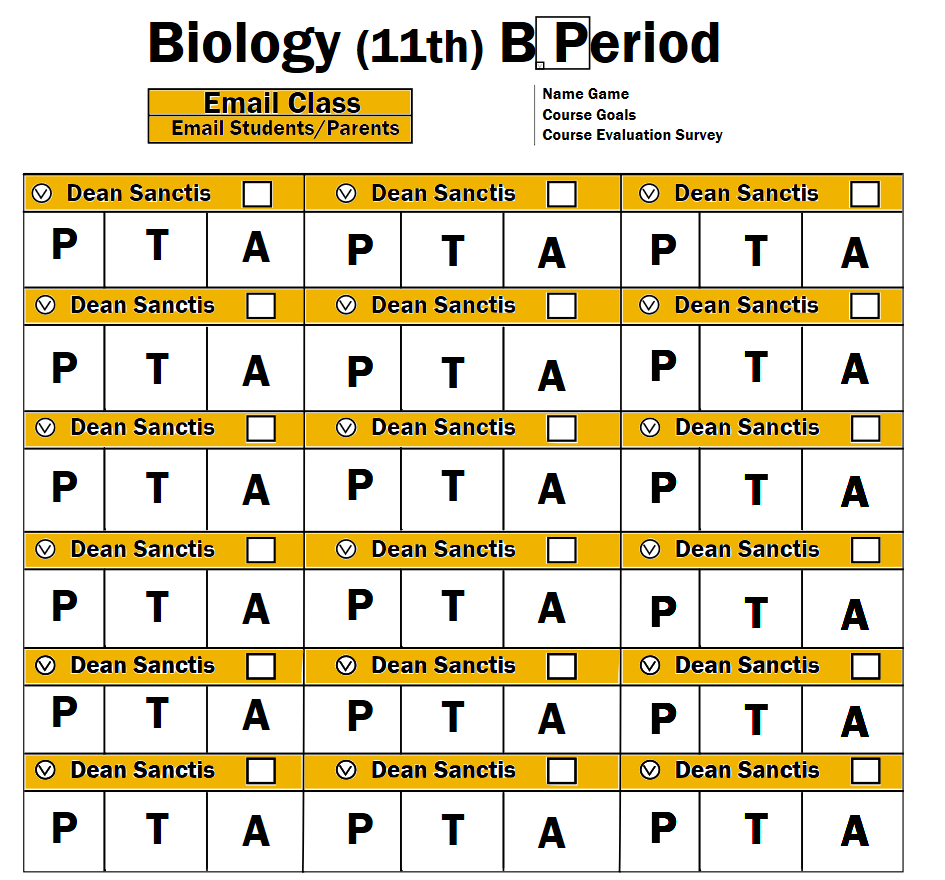 Biology (11th) B Period
Email Class
Email Students/Parents
Name Game
Course Goals
Course Evaluation Survey
Dean Sanctis Dean Sanctis Dean Sanctis
P T A P T A P T A
Dean Sanctis Dean Sanctis Dean Sanctis
P T A P T A P T A
Dean Sanctis Dean Sanctis Dean Sanctis
P T A P T A P T A
Dean Sanctis Dean Sanctis Dean Sanctis
P T A P T A P T A
Dean Sanctis Dean Sanctis Dean Sanctis
P T A P T A P T A
Dean Sanctis Dean Sanctis Dean Sanctis
P T A P T A P T A